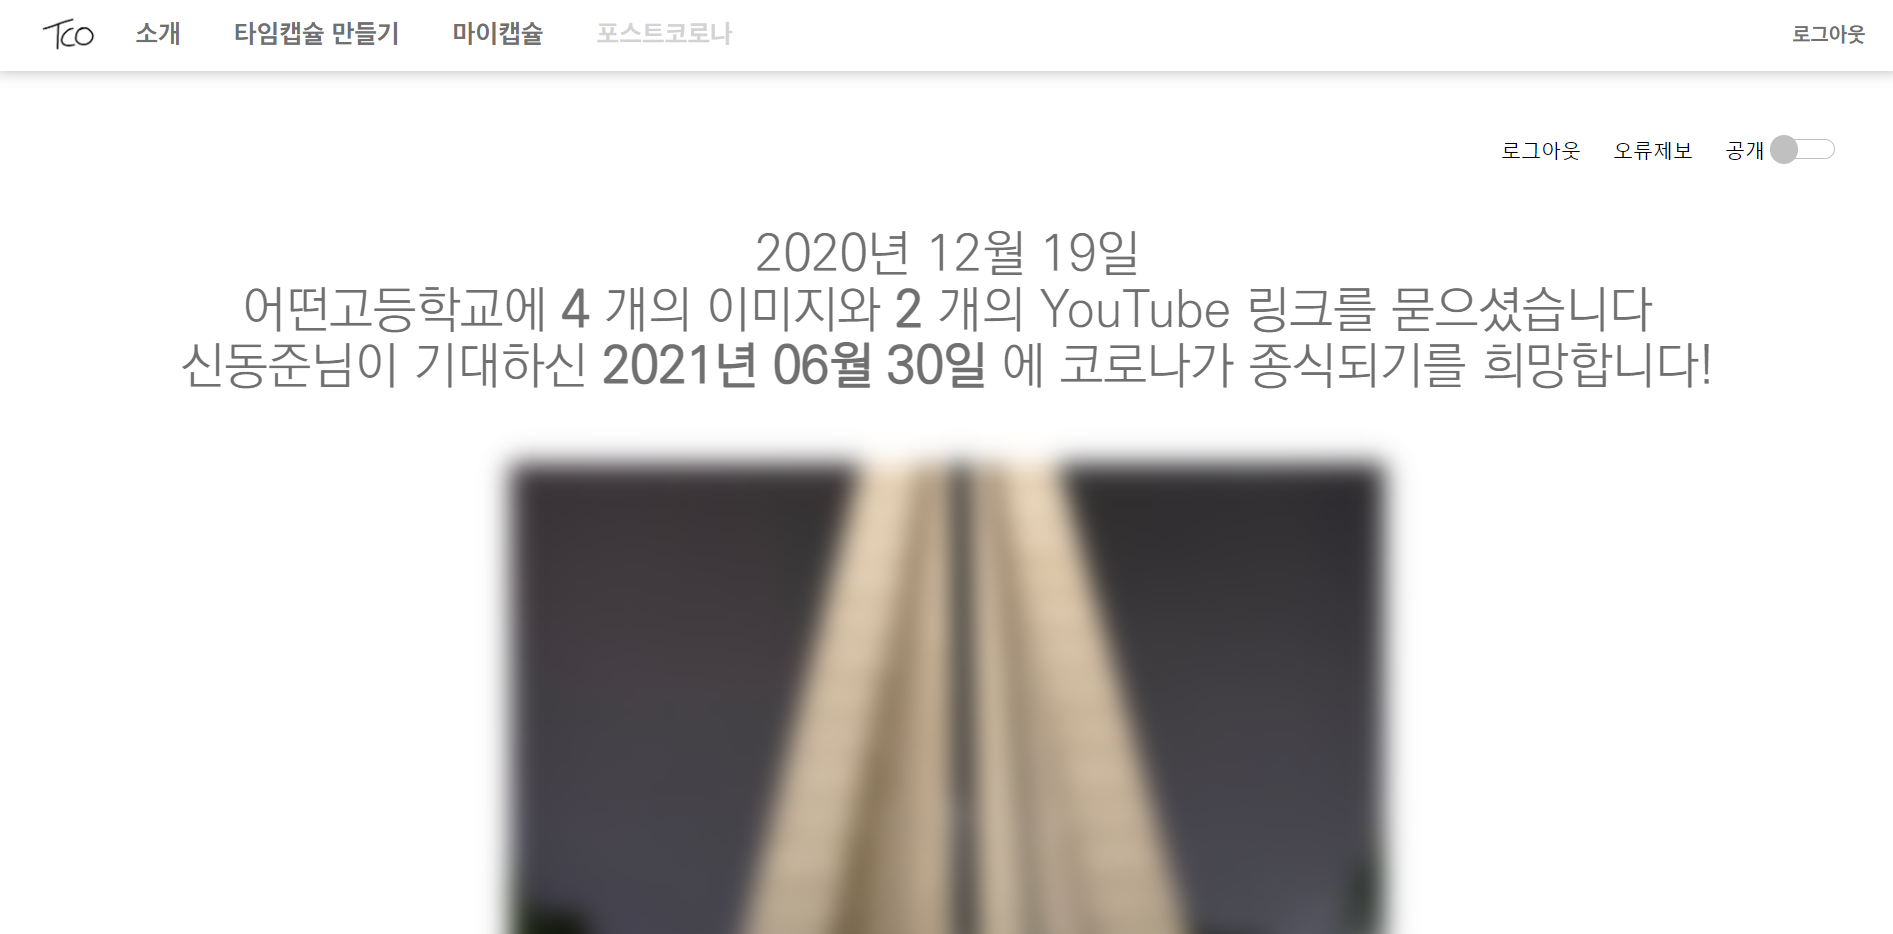 Tco 소개 타임캡슐 만들기 마이캡슐 포스트코로나 로그아웃
로그아웃 오류제보 공개
2020년 12월 19일
어떤고등학교에 4 개의 이미지와 2 개의 YouTube 링크를 묻으셨습니다
신동준님이 기대하신 2021년 06월 30일 에 코로나가 종식되기를 희망합니다!